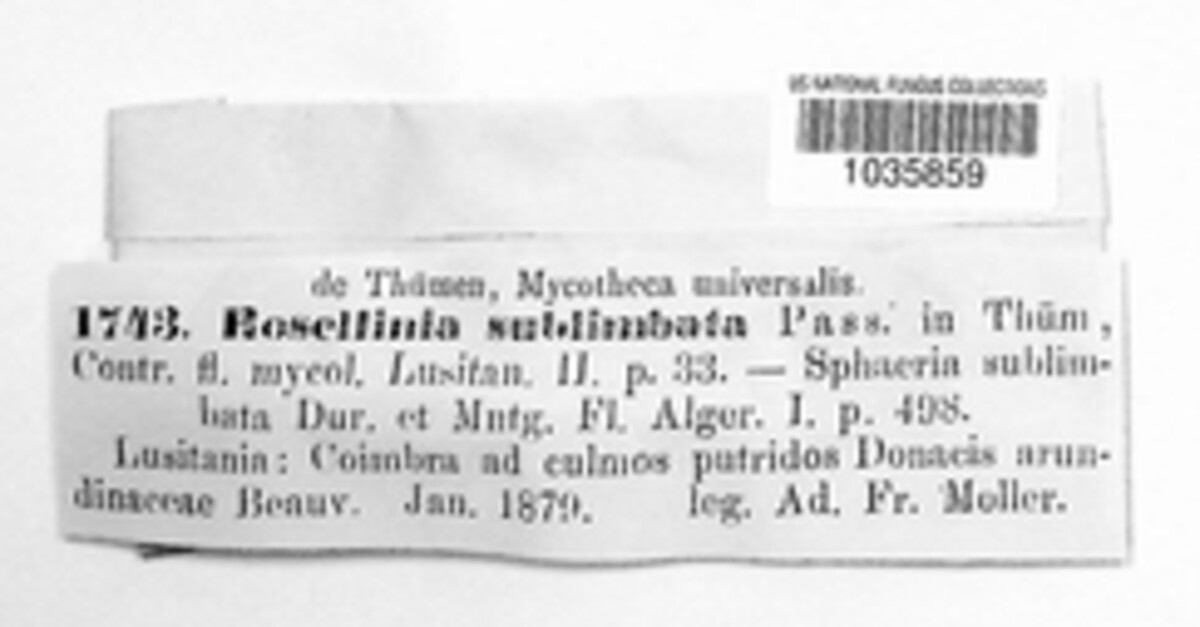 US NATIONAL FUNGUS COLLECTIONS
1035859
de Thümen, Mycotheca universalis.
1743. Rosellinia sublimbata Pass. in Thüm,
Contr. fl. mycol. Lusitan. II. p. 33. — Sphaeria sublim-
bata Dur. et Mntg. Fl. Alger. I. p. 498.
Lusitania: Coimbra ad culmos putridos Donacis arun-
dinaceae Beauv. Jan. 1879. leg. Ad. Fr. Moller.